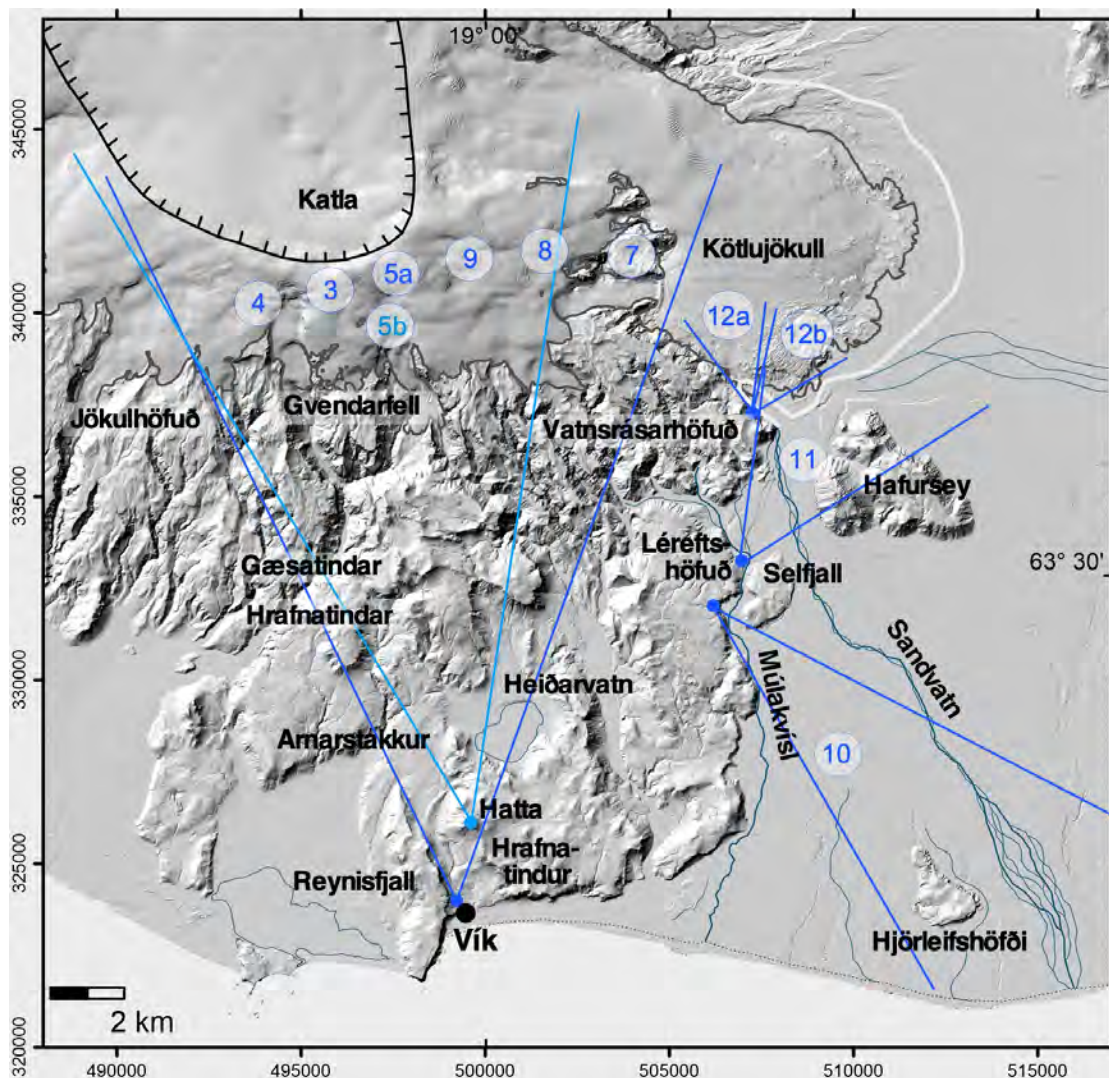 19° 00'
345000
Katla
Kötlujökull
7
8
9
5a
3
4
340000
12a
12b
5b
Jökulhöfuð
Gvendarfell
Vatnsrásarhöfuð
11
Hafursey
335000
Lérefts-
höfuð
63° 30'
Gæsatindar
Selfjall
Hrafnatindar
Sandvatn
Múlakvísl
330000
Heiðarvatn
Arnarstakkur
10
Hatta
325000
Hrafna-
tindur
Reynisfjall
Vík
Hjörleifshöfði
2 km
320000
490000
495000
500000
505000
510000
515000